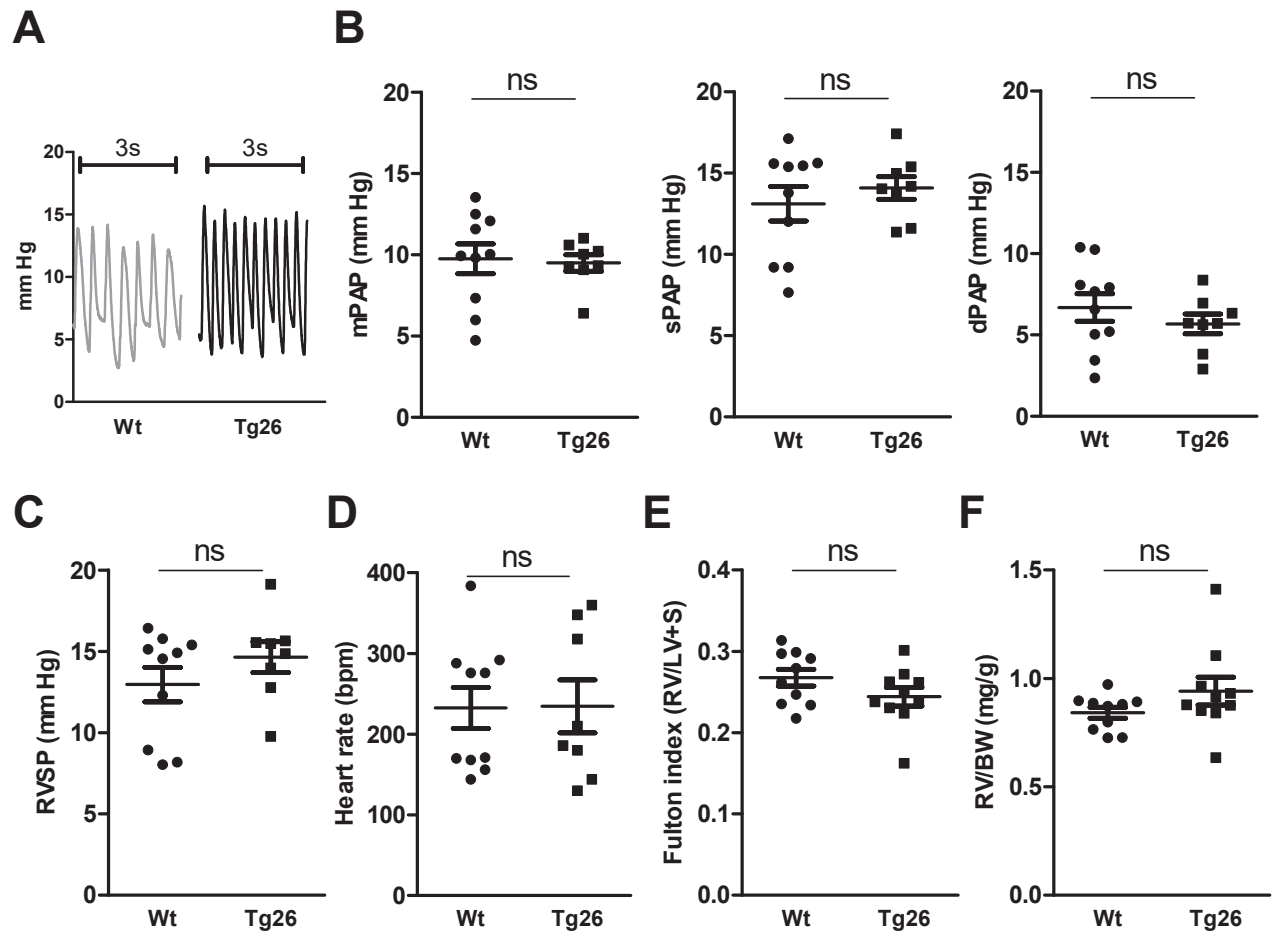 A
B
20
15
10
5
0
mm Hg
3s
3s
Wt
Tg26
20
15
10
5
0
mPAP (mm Hg)
ns
Wt
Tg26
20
15
10
5
0
sPAP (mm Hg)
ns
Wt
Tg26
20
15
10
5
0
dPAP (mm Hg)
ns
Wt
Tg26
C
D
E
F
20
15
10
5
0
RVSP (mm Hg)
ns
Wt
Tg26
400
300
200
100
0
Heart rate (bpm)
ns
Wt
Tg26
0.4
0.3
0.2
0.1
0.0
Fulton index (RV/LV+S)
ns
Wt
Tg26
1.5
1.0
0.5
0.0
RV/BW (mg/g)
ns
Wt
Tg26